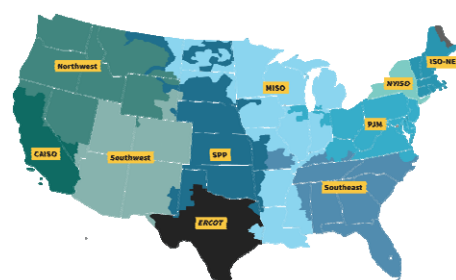 Northwest
MISO
ISO-NE
NYISO
PJM
CAISO
Southwest
SPP
Southeast
ERCOT